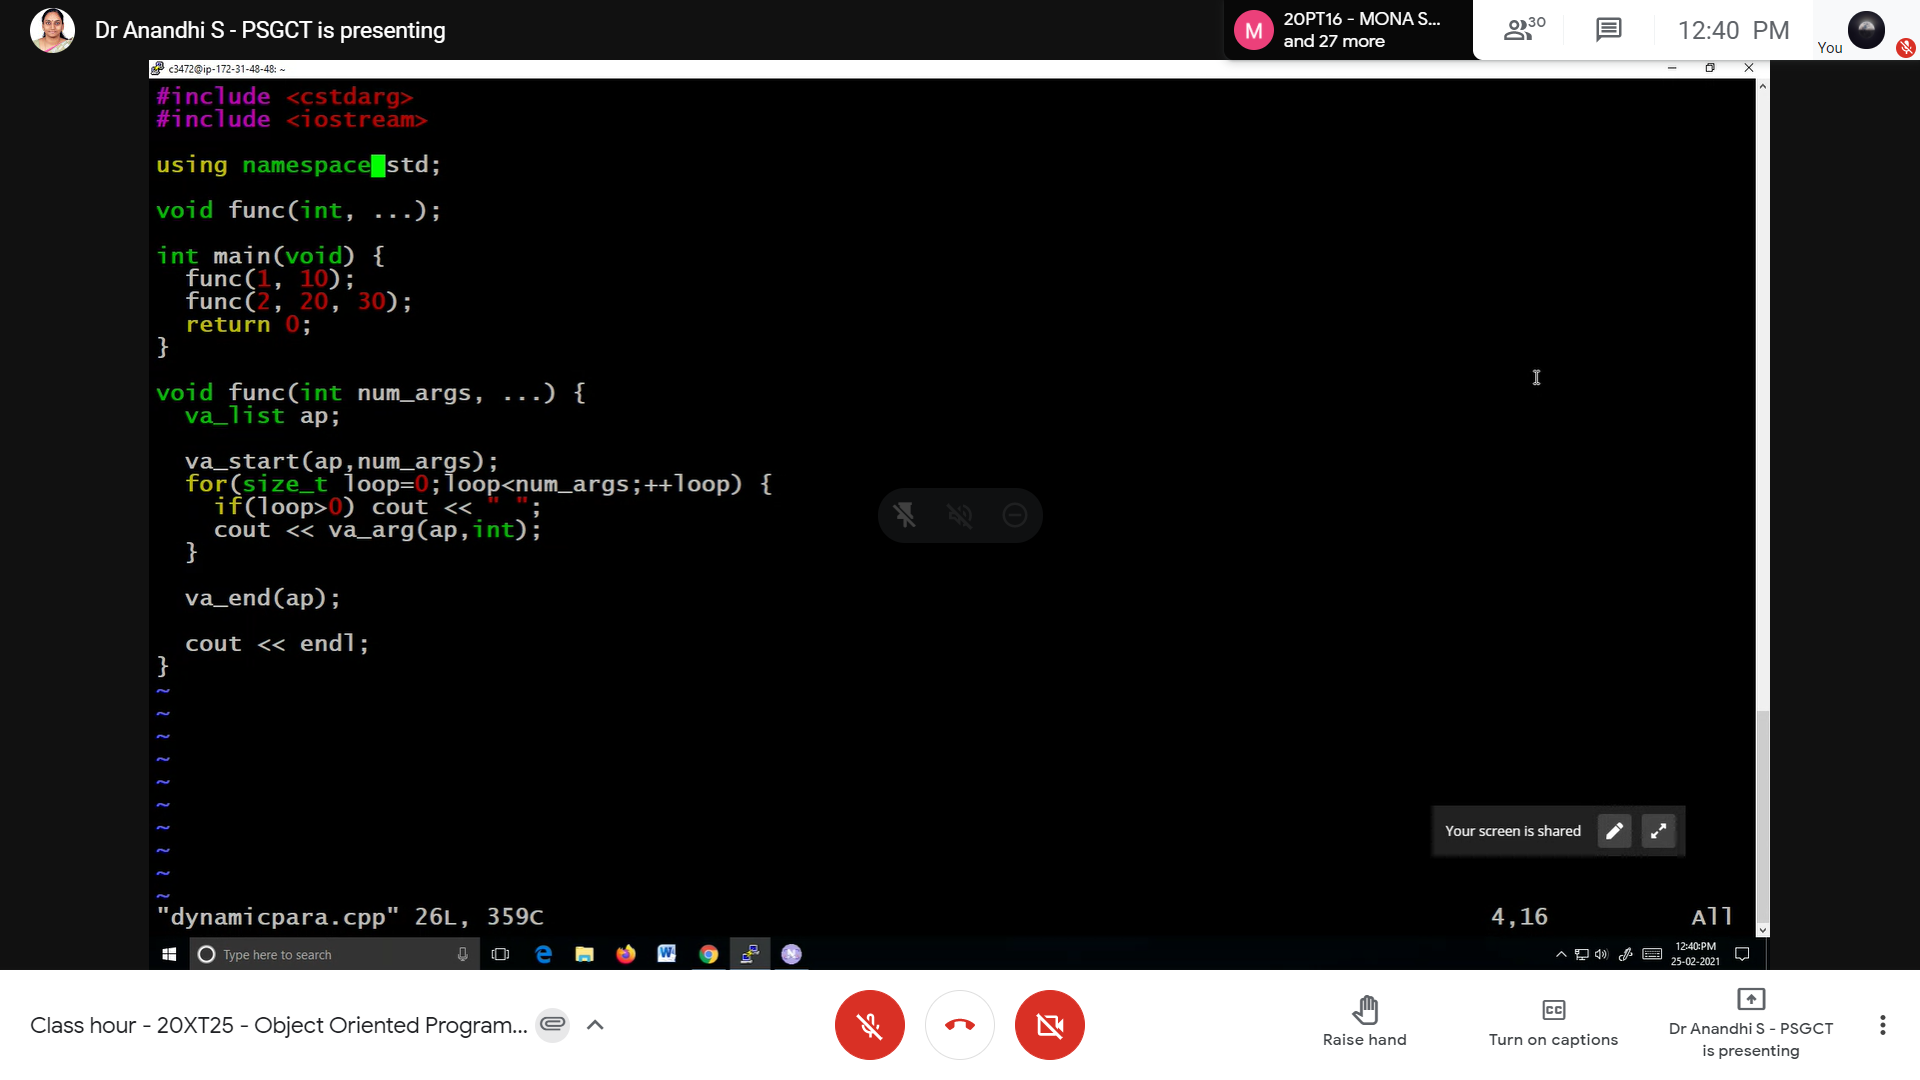 Dr Anandhi S - PSGCT is presenting
M
20PT16 - MONA S...
and 27 more
30
12:40 PM
You
c3472@ip-172-31-48-48: ~
#include <cstdarg>
#include <iostream>
using namespace std;
void func(int, ...);
int main(void) {
func(1, 10);
func(2, 20, 30);
return 0;
}
void func(int num_args, ...) {
va_list ap;
va_start(ap,num_args);
for(size_t loop=0;loop<num_args;++loop) {
if(loop>0) cout << " ";
cout << va_arg(ap,int);
}
va_end(ap);
cout << endl;
}
~
~
~
~
~
~
~
~
~
~
Your screen is shared
"dynamicpara.cpp" 26L, 359C
4,16
All
Type here to search
12:40:PM
25-02-2021
Class hour - 20XT25 - Object Oriented Program...
Raise hand
CC
Turn on captions
Dr Anandhi S - PSGCT
is presenting